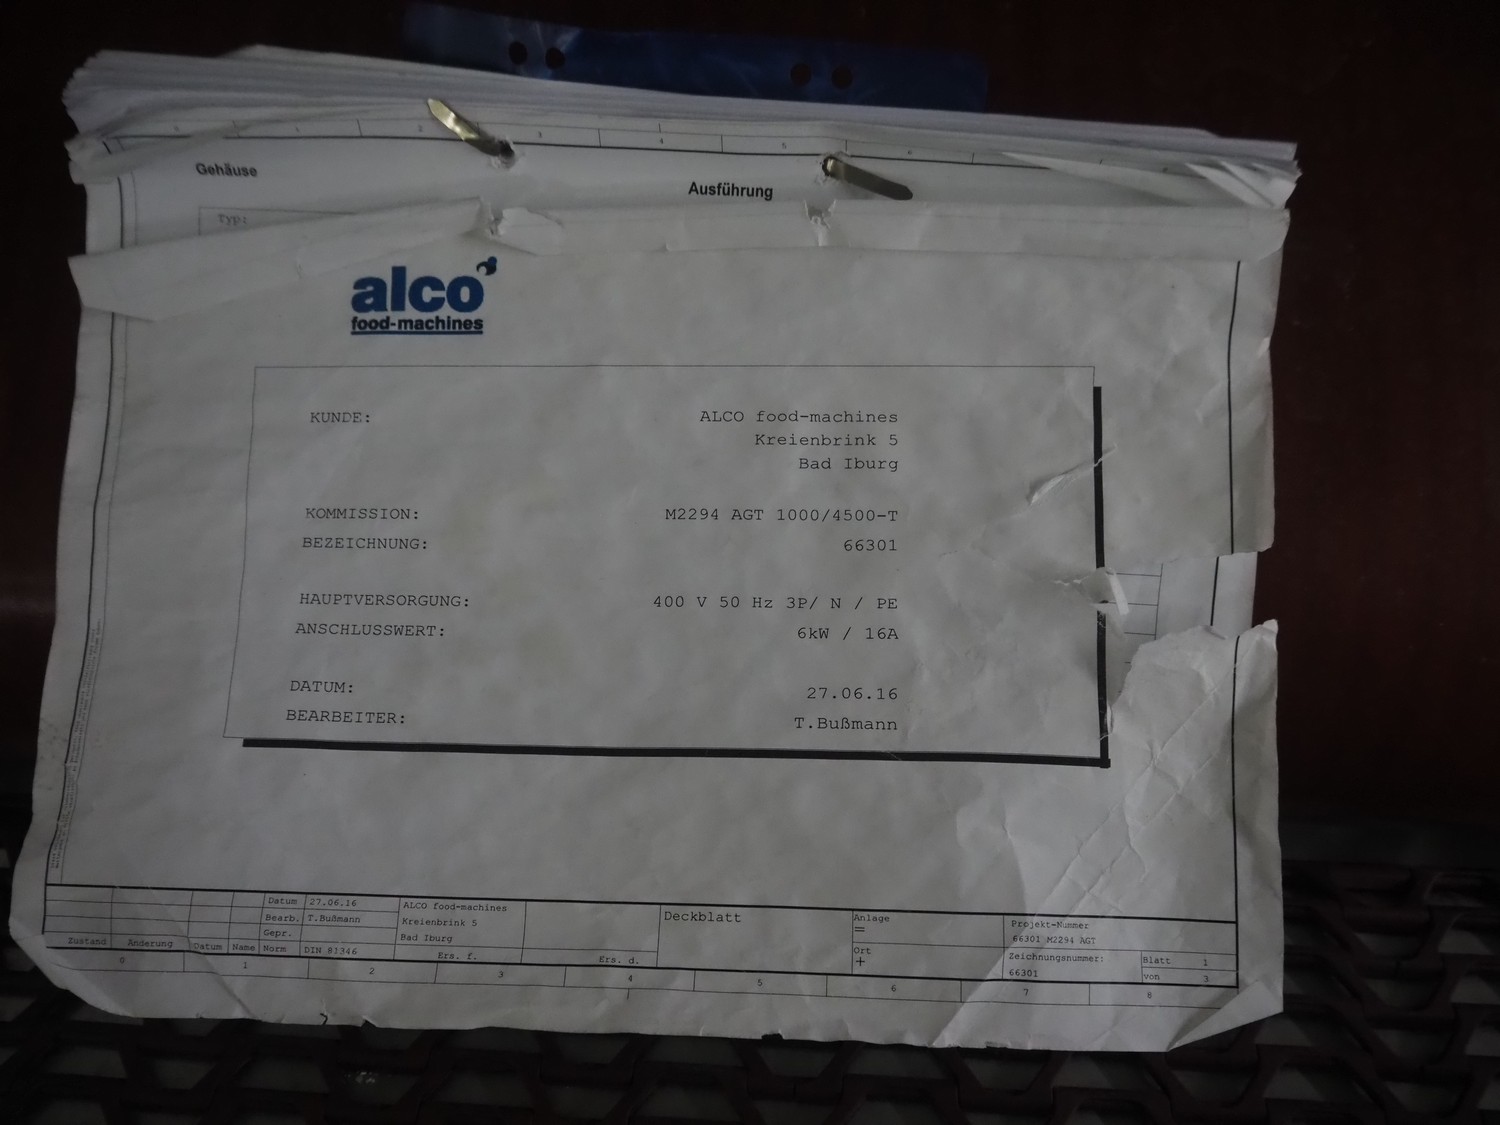 Gehäuse
Ausführung
Typ:
alco
food-machines
KUNDE: ALCO food-machines
Kreienbrink 5
Bad Iburg
KOMMISSION: M2294 AGT 1000/4500-T
BEZEICHNUNG: 66301
HAUPTVERSORGUNG: 400 V 50 Hz 3P/ N / PE
ANSCHLUSSWERT: 6kW / 16A
DATUM: 27.06.16
BEARBEITER: T.Bußmann
Datum 27.06.16
Bearb. T.Bußmann
Gepr.
Zustand Änderung Datum Name Norm DIN 81346
ALCO food-machines
Kreienbrink 5
Bad Iburg
Ers. f. Ers. d.
Deckblatt
Anlage
=
Ort
+
Projekt-Nummer
66301 M2294 AGT
Zeichnungsnummer:
66301
Blatt 1
von 3
0 1 2 3 4 5 6 7 8